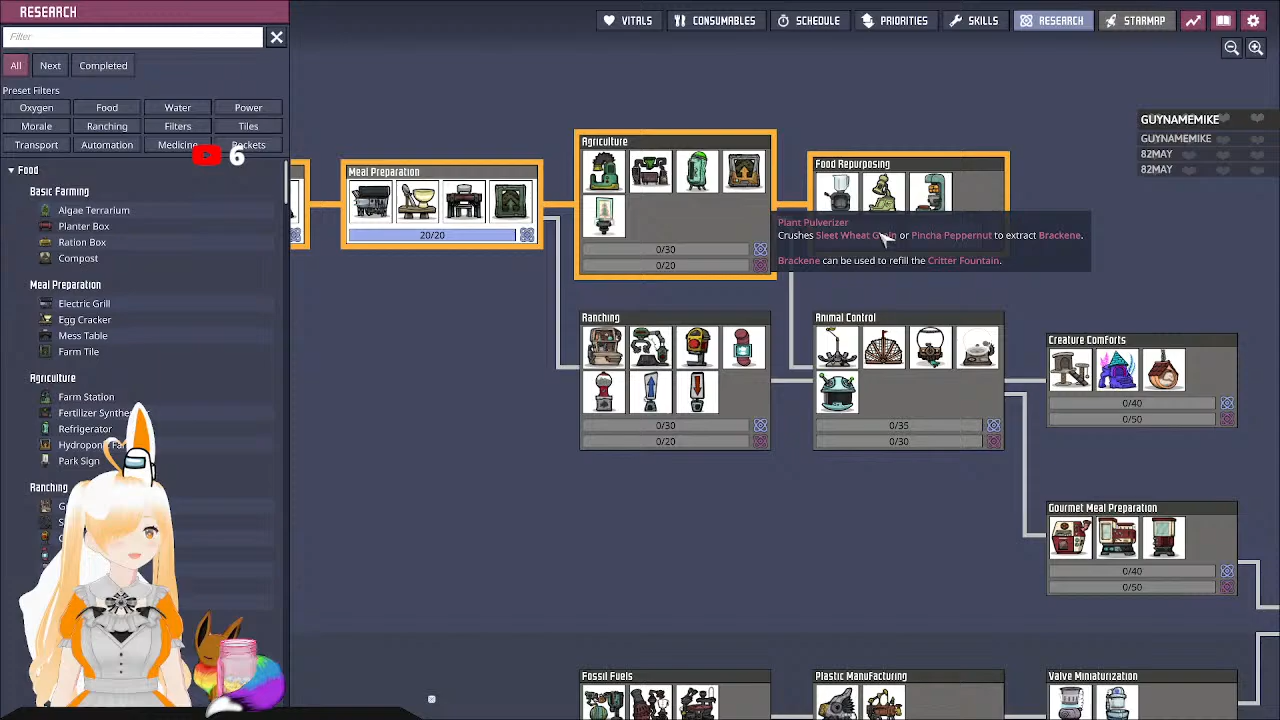 RESEARCH
Filter
All
Next
Completed
Preset Filters
Oxygen
Food
Water
Power
Morale
Ranching
Filters
Tiles
Transport
Automation
Medicine
Rockets
6
Food
Basic Farming
Algae Terrarium
Planter Box
Ration Box
Compost
Meal Preparation
Electric Grill
Egg Cracker
Mess Table
Farm Tile
Agriculture
Farm Station
Fertilizer Synthe
Refrigerator
Hydroponic Far
Park Sign
Ranching
VITALS
CONSUMABLES
SCHEDULE
PRIORITIES
SKILLS
RESEARCH
STARMAP
GUYNAMEMIKE
GUYNAMEMIKE
82MAY
82MAY
Meal Preparation
20/20
Agriculture
0/30
0/20
Food Repurposing
Plant Pulverizer
Crushes Sleet Wheat Grain or Pincha Peppernut to extract Brackene.
Brackene can be used to refill the Critter Fountain.
Ranching
0/30
0/20
Animal Control
0/35
0/30
Creature Comforts
0/40
0/50
Gourmet Meal Preparation
0/40
0/50
Fossil Fuels
Plastic Manufacturing
Valve Miniaturization